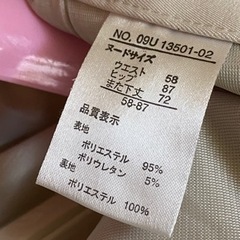 NO. 09U 13501-02
ヌードサイズ
ウエスト 58
ヒップ 87
また下丈 72
58-87
品質表示
表地
ポリエステル 95%
ポリウレタン 5%
裏地:
ポリエステル 100%